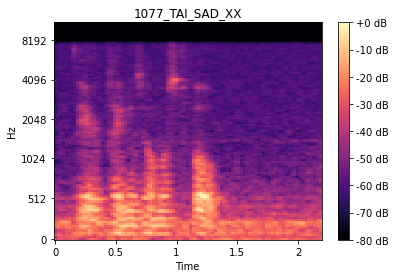 1077_TAI_SAD_XX
8192
4096
2048
1024
512
0
Hz
0
0.5
1
1.5
2
Time
+0 dB
-10 dB
-20 dB
-30 dB
-40 dB
-50 dB
-60 dB
-70 dB
-80 dB